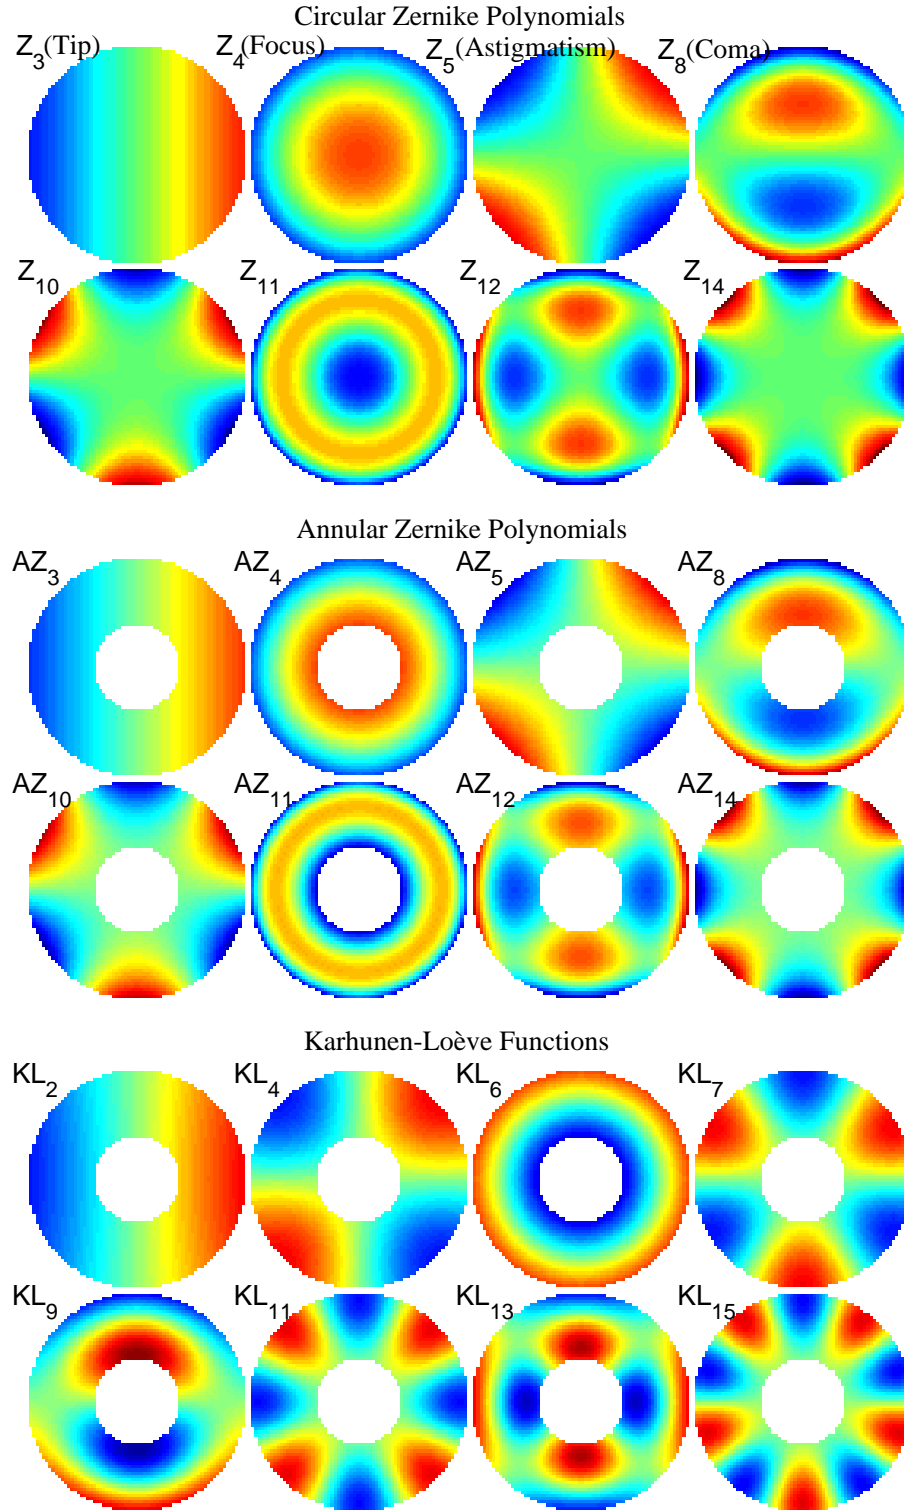 Circular Zernike Polynomials
Z3(Tip) Z4(Focus) Z5(Astigmatism) Z8(Coma)
Z10 Z11 Z12 Z14
Annular Zernike Polynomials
AZ3 AZ4 AZ5 AZ8
AZ10 AZ11 AZ12 AZ14
Karhunen-Loève Functions
KL2 KL4 KL6 KL7
KL9 KL11 KL13 KL15